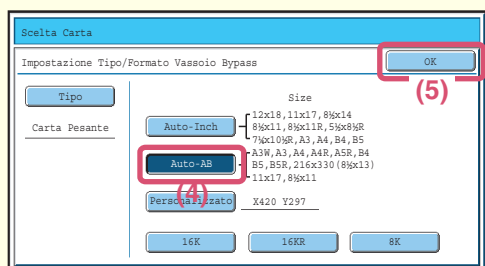 Scelta Carta
Impostazione Tipo/Formato Vassoio Bypass
OK
(5)
Tipo
Size
Carta Pesante
Auto-Inch
12x18,11x17,8½x14
8½x11,8½x11R,5½x8½R
7¼x10½R,A3,A4,B4,B5
Auto-AB
(4)
A3W,A3,A4,A4R,A5R,B4
B5,B5R,216x330(8½x13)
11x17,8½x11
Personalizzato
X420 Y297
16K
16KR
8K